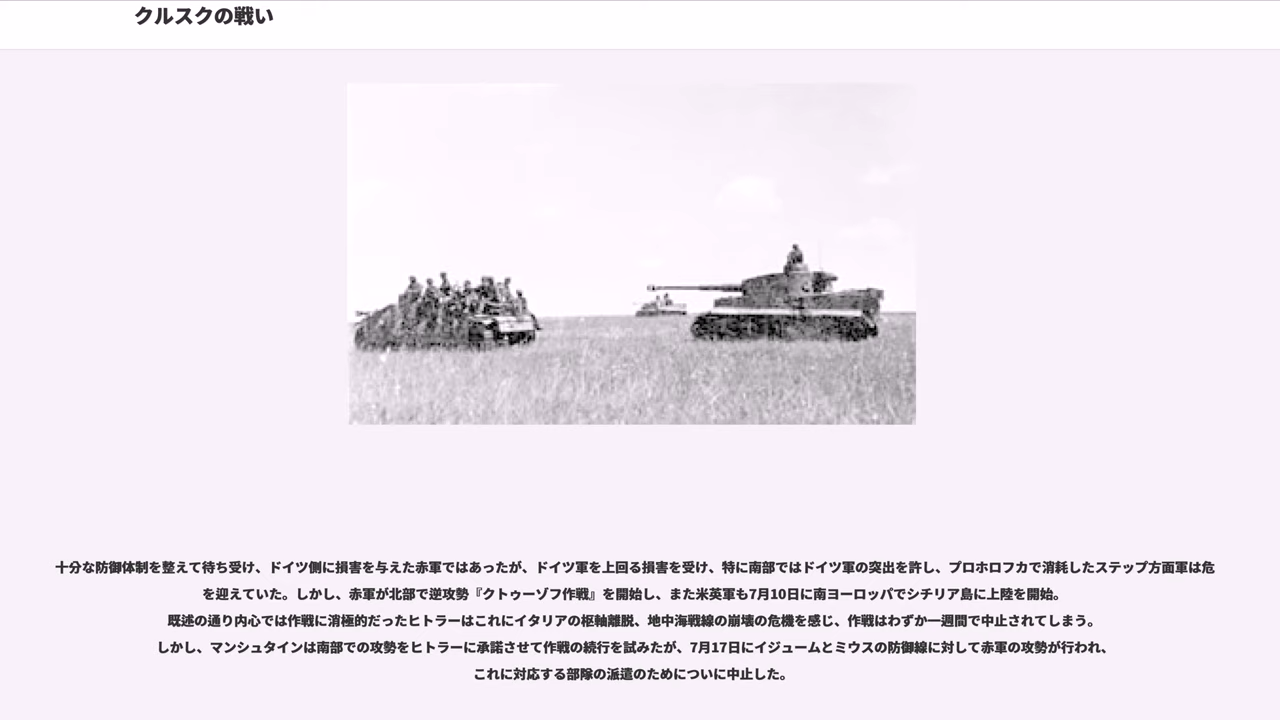 クルスクの戦い
十分な防御体制を整えて待ち受け、ドイツ側に損害を与えた赤軍ではあったが、ドイツ軍を上回る損害を受け、特に南部ではドイツ軍の突出を許し、プロホロフカで消耗したステップ方面軍は危
を迎えていた。しかし、赤軍が北部で逆攻勢『クトゥーゾフ作戦』を開始し、また米英軍も7月10日に南ヨーロッパでシチリア島に上陸を開始。
既述の通り内心では作戦に消極的だったヒトラーはこれにイタリアの枢軸離脱、地中海戦線の崩壊の危機を感じ、作戦はわずか一週間で中止されてしまう。
しかし、マンシュタインは南部での攻勢をヒトラーに承諾させて作戦の続行を試みたが、7月17日にイジュームとミウスの防御線に対して赤軍の攻勢が行われ、
これに対応する部隊の派遣のためについに中止した。